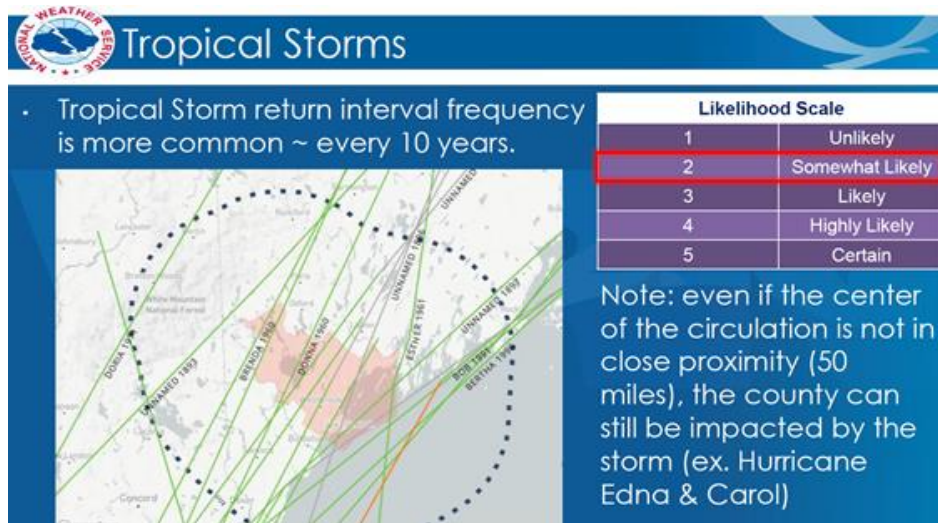 NATIONAL WEATHER SERVICE
Tropical Storms
• Tropical Storm return interval frequency
is more common ~ every 10 years.
Likelihood Scale
1 Unlikely
2 Somewhat Likely
3 Likely
4 Highly Likely
5 Certain
Note: even if the center
of the circulation is not in
close proximity (50
miles), the county can
still be impacted by the
storm (ex. Hurricane
Edna & Carol)
UNNAMED
UNNAMED
ESTHER 1961
UNNAMED 1897
BRENDA 1960
DONNA 1960
DORIA
UNNAMED 1893
BOB 1991
BERTHA
White Mountain
National Forest
Concord